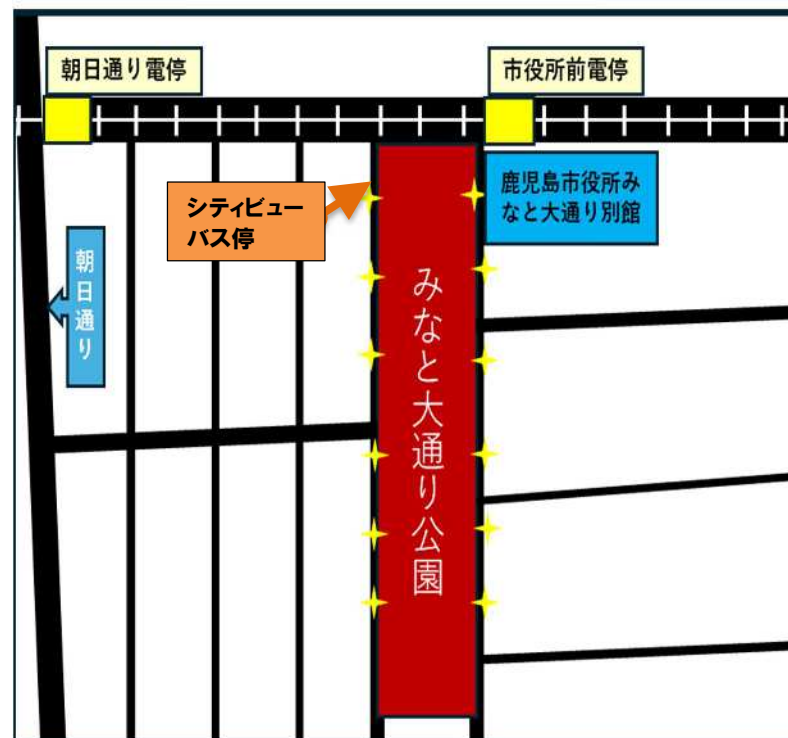 朝日通り電停
市役所前電停
シティビュー
バス停
鹿児島市役所み
なと大通り別館
朝日通り
みなと大通り公園